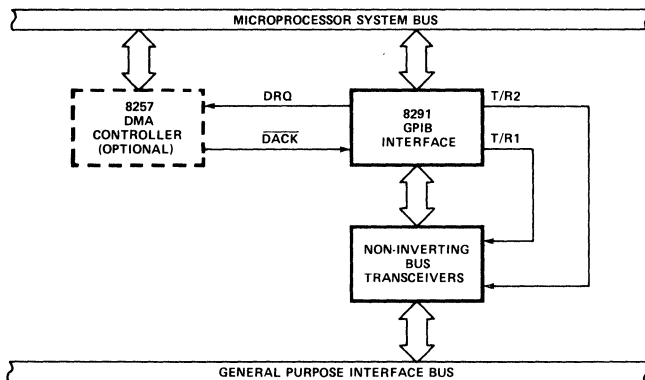 MICROPROCESSOR SYSTEM BUS
8257
DMA
CONTROLLER
(OPTIONAL)
DRQ
DACK
8291
GPIB
INTERFACE
T/R2
T/R1
NON-INVERTING
BUS
TRANSCEIVERS
GENERAL PURPOSE INTERFACE BUS